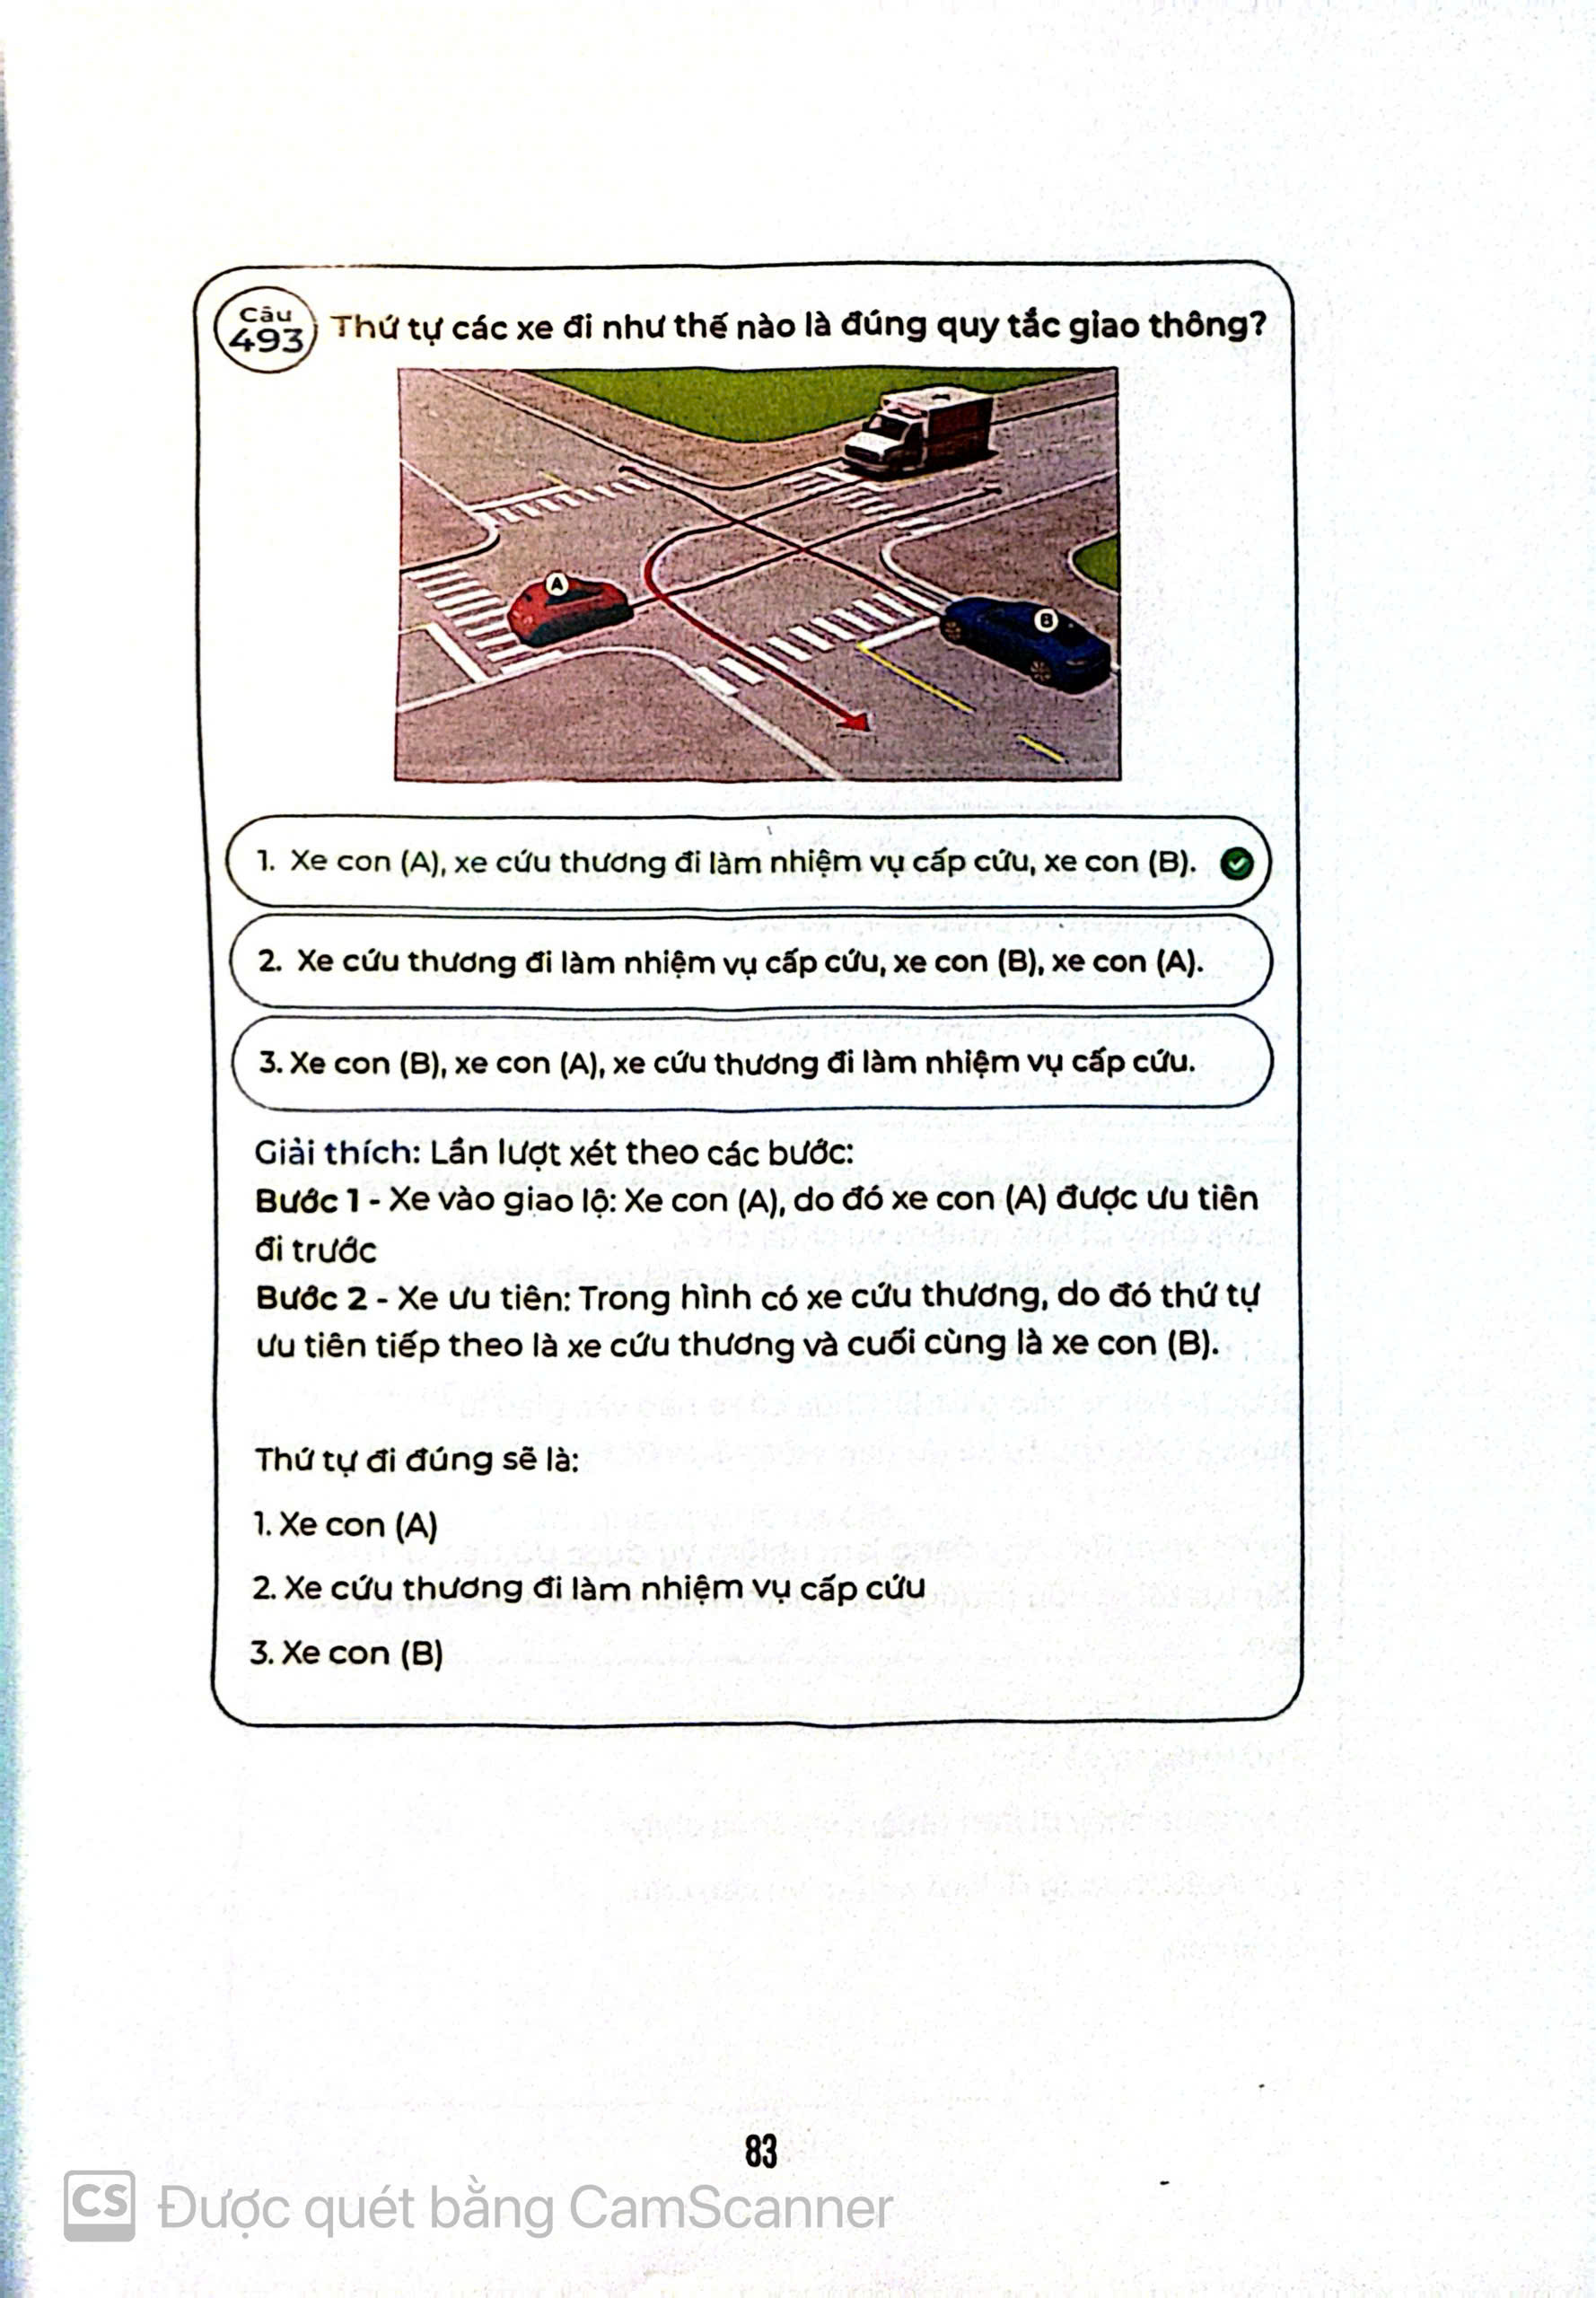 Câu
493
Thứ tự các xe đi như thế nào là đúng quy tắc giao thông?
A
B
1. Xe con (A), xe cứu thương đi làm nhiệm vụ cấp cứu, xe con (B).
2. Xe cứu thương đi làm nhiệm vụ cấp cứu, xe con (B), xe con (A).
3. Xe con (B), xe con (A), xe cứu thương đi làm nhiệm vụ cấp cứu.
Giải thích: Lần lượt xét theo các bước:
Bước 1 - Xe vào giao lộ: Xe con (A), do đó xe con (A) được ưu tiên
đi trước
Bước 2 - Xe ưu tiên: Trong hình có xe cứu thương, do đó thứ tự
ưu tiên tiếp theo là xe cứu thương và cuối cùng là xe con (B).
Thứ tự đi đúng sẽ là:
1. Xe con (A)
2. Xe cứu thương đi làm nhiệm vụ cấp cứu
3. Xe con (B)
83
CS Được quét bằng CamScanner